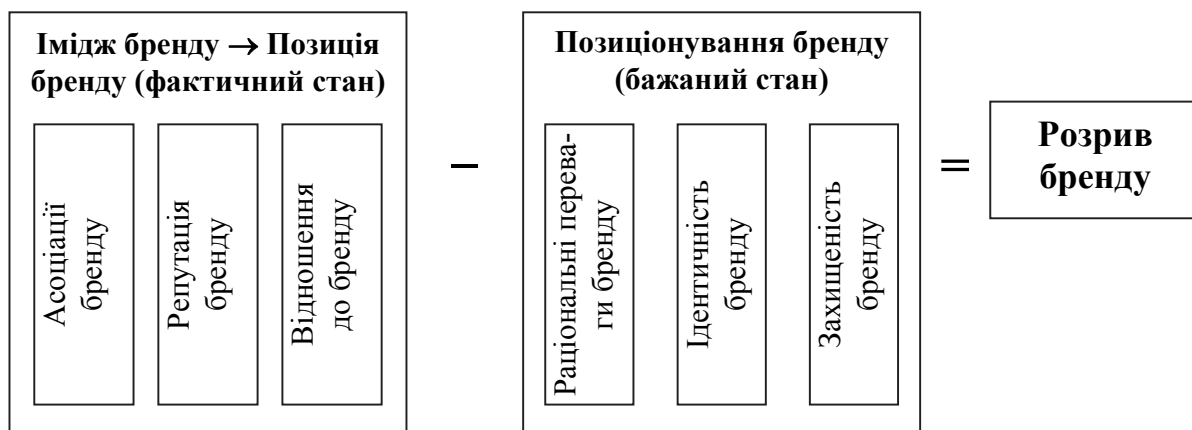 Імідж бренду → Позиція
бренду (фактичний стан)
Асоціації
бренду
Репутація
бренду
Відношення
до бренду
–
Позиціонування бренду
(бажаний стан)
Раціональні перева-
ги бренду
Ідентичність
бренду
Захищеність
бренду
=
Розрив
бренду